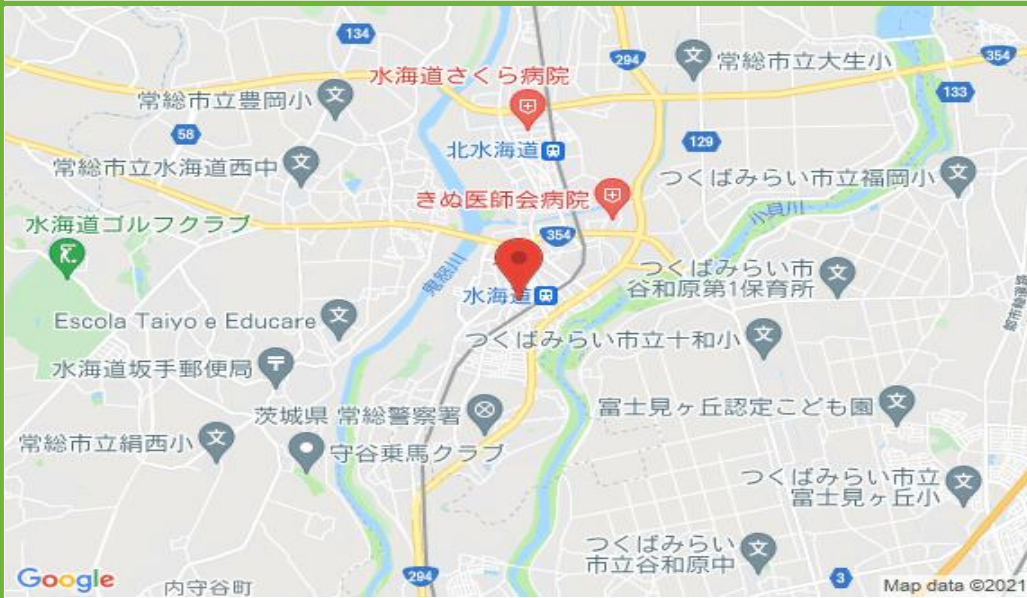 134
294
常総市立大生小
354
水海道さくら病院
常総市立豊岡小
133
58
北水海道
129
常総市立水海道西中
つくばみらい市立福岡小
きぬ医師会病院
小貝川
水海道ゴルフクラブ
354
鬼怒川
つくばみらい市
谷和原第1保育所
水海道
Escola Taiyo e Educare
つくばみらい市立十和小
水海道坂手郵便局
茨城県 常総警察署
富士見ヶ丘認定こども園
常総市立絹西小
守谷乗馬クラブ
つくばみらい市立
富士見ヶ丘小
つくばみらい
市立谷和原中
Google
内守谷町
294
3
Map data ©2021